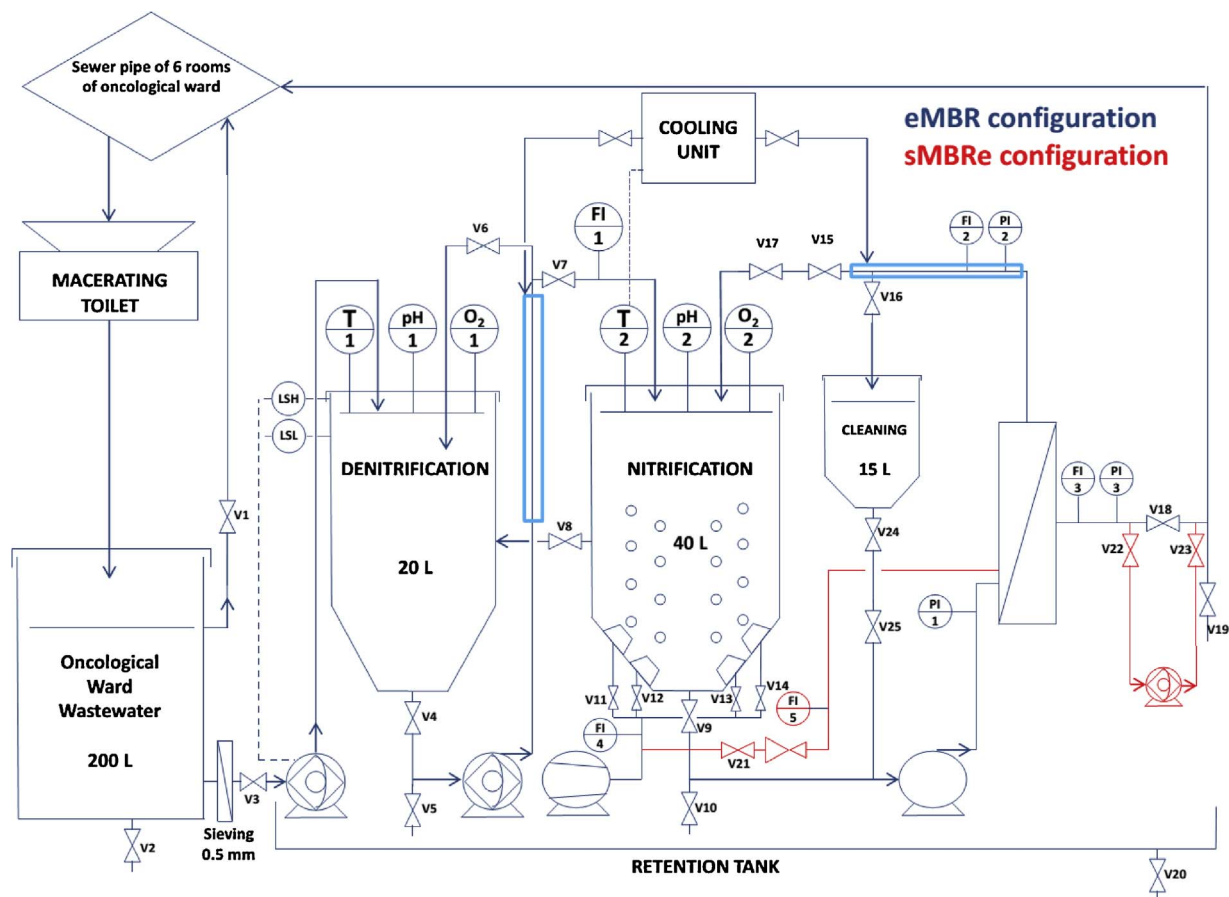 Sewer pipe of 6 rooms
of oncological ward
COOLING
UNIT
eMBR configuration
sMBRe configuration
MACERATING
TOILET
V6
V7
FI
1
V17
V15
FI
2
PI
2
V16
T
1
pH
1
O2
1
T
2
pH
2
O2
2
LSH
LSL
DENITRIFICATION
20 L
NITRIFICATION
40 L
CLEANING
15 L
V1
V8
V24
V25
FI
3
PI
3
V18
V22
V23
PI
1
V19
Oncological
Ward
Wastewater
200 L
V11
V12
V13
V14
V4
V9
FI
4
FI
5
V21
V3
V5
V10
V2
Sieving
0.5 mm
RETENTION TANK
V20